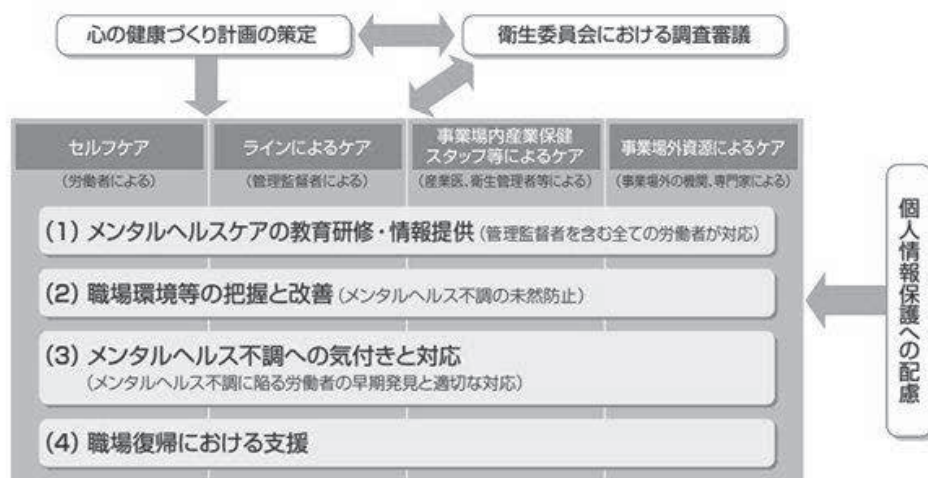 心の健康づくり計画の策定
衛生委員会における調査審議
セルフケア
(労働者による)
ラインによるケア
(管理監督者による)
事業場内産業保健
スタッフ等によるケア
(産業医、衛生管理者等による)
事業場外資源によるケア
(事業場外の機関、専門家による)
(1) メンタルヘルスケアの教育研修・情報提供 (管理監督者を含む全ての労働者が対応)
(2) 職場環境等の把握と改善 (メンタルヘルス不調の未然防止)
(3) メンタルヘルス不調への気付きと対応
(メンタルヘルス不調に陥る労働者の早期発見と適切な対応)
(4) 職場復帰における支援
個人情報保護への配慮